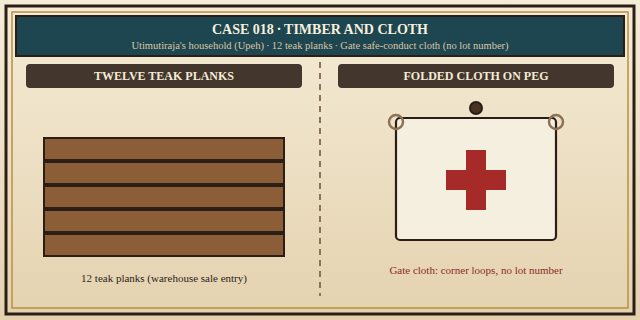 CASE 018 · TIMBER AND CLOTH
Utimutiraja's household (Upeh) · 12 teak planks · Gate safe-conduct cloth (no lot number)
TWELVE TEAK PLANKS
12 teak planks (warehouse sale entry)
FOLDED CLOTH ON PEG
Gate cloth: corner loops, no lot number